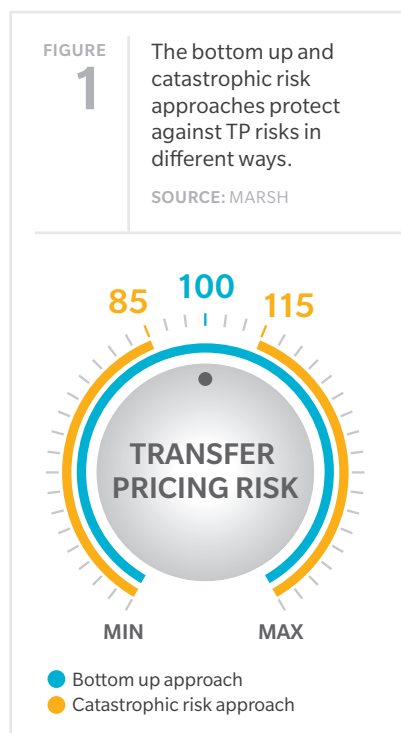 FIGURE
1
The bottom up and
catastrophic risk
approaches protect
against TP risks in
different ways.
SOURCE: MARSH
85
100
115
TRANSFER
PRICING RISK
MIN
MAX
Bottom up approach
Catastrophic risk approach